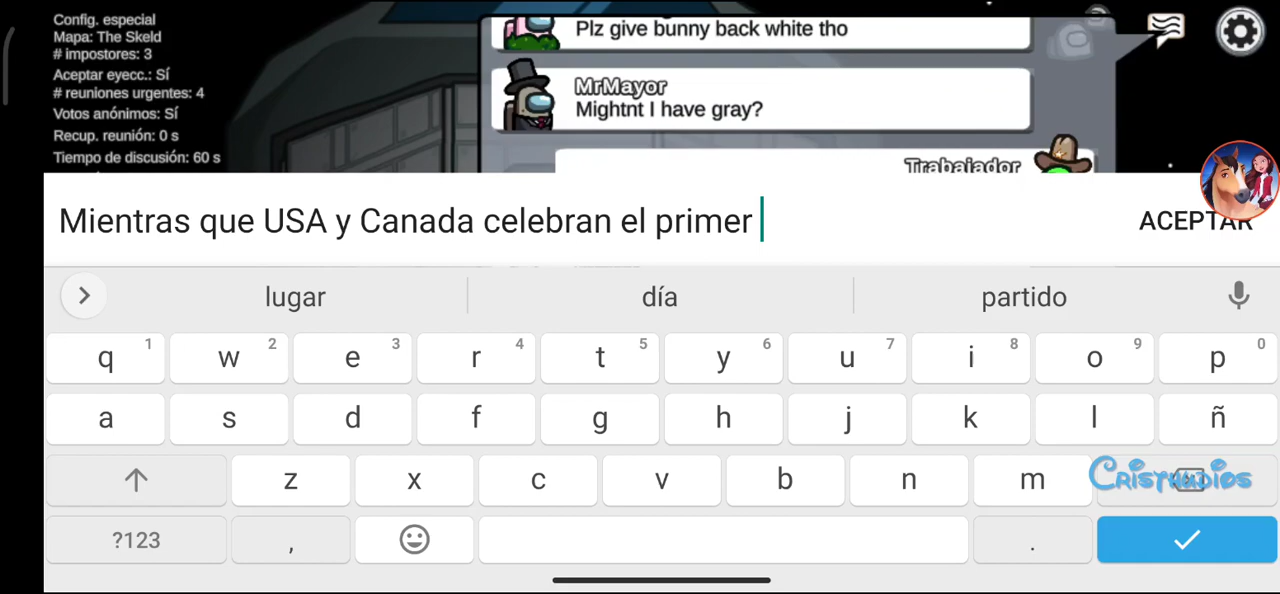 Config. especial
Mapa: The Skeld
# impostores: 3
Aceptar eyecc.: Sí
# reuniones urgentes: 4
Votos anónimos: Sí
Recup. reunión: 0 s
Tiempo de discusión: 60 s
Plz give bunny back white tho
MrMayor
Mightnt I have gray?
Trabajador
Mientras que USA y Canada celebran el primer
ACEPTAR
lugar
día
partido
q 1 w 2 e 3 r 4 t 5 y 6 u 7 i 8 o 9 p 0
a s d f g h j k l ñ
z x c v b n m
CRISTHUDIOS
?123 , .